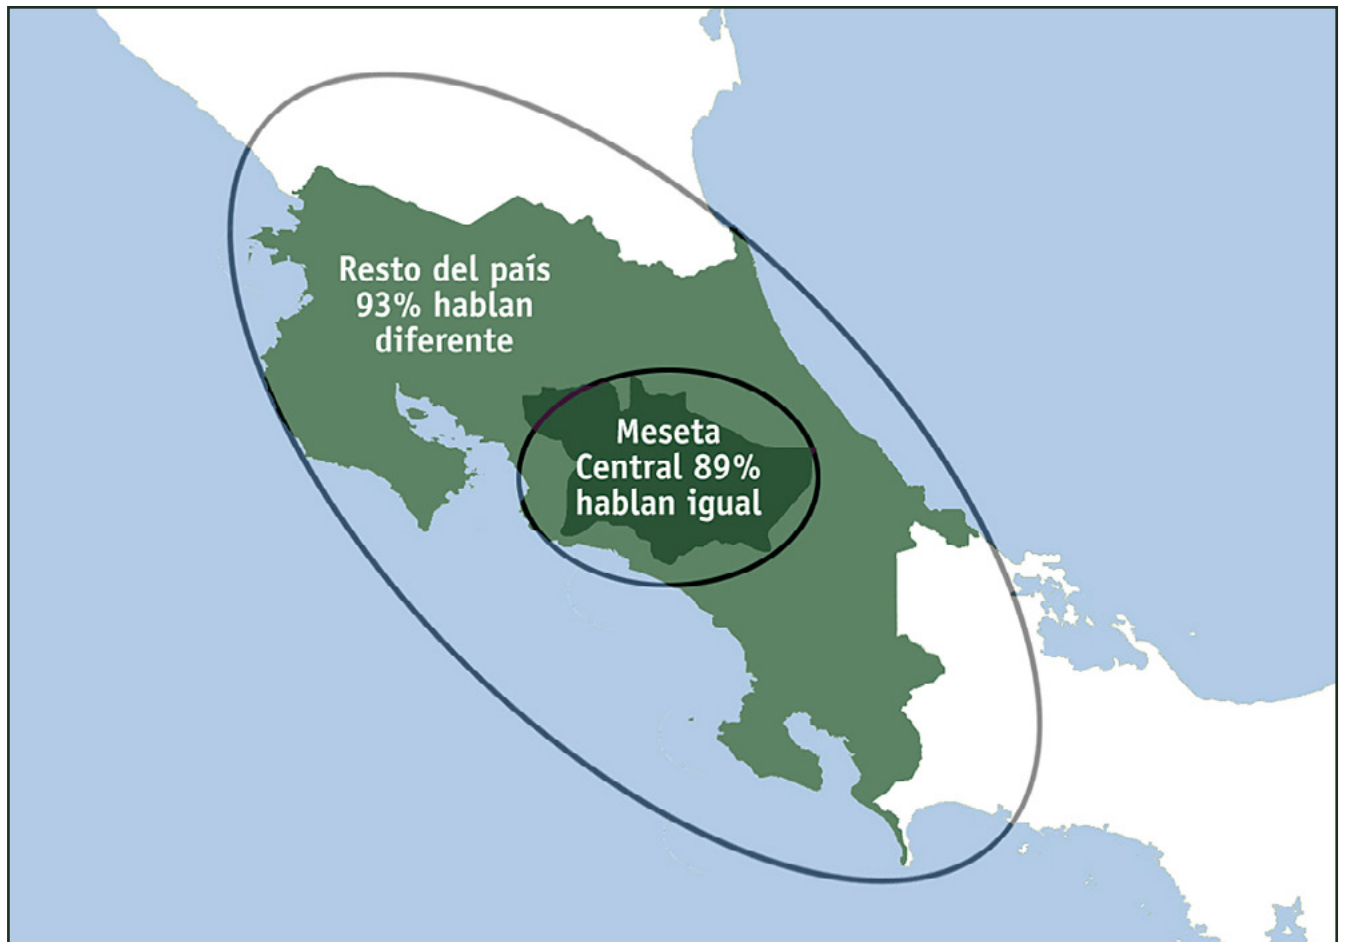 Resto del país
93% hablan
diferente
Meseta
Central 89%
hablan igual